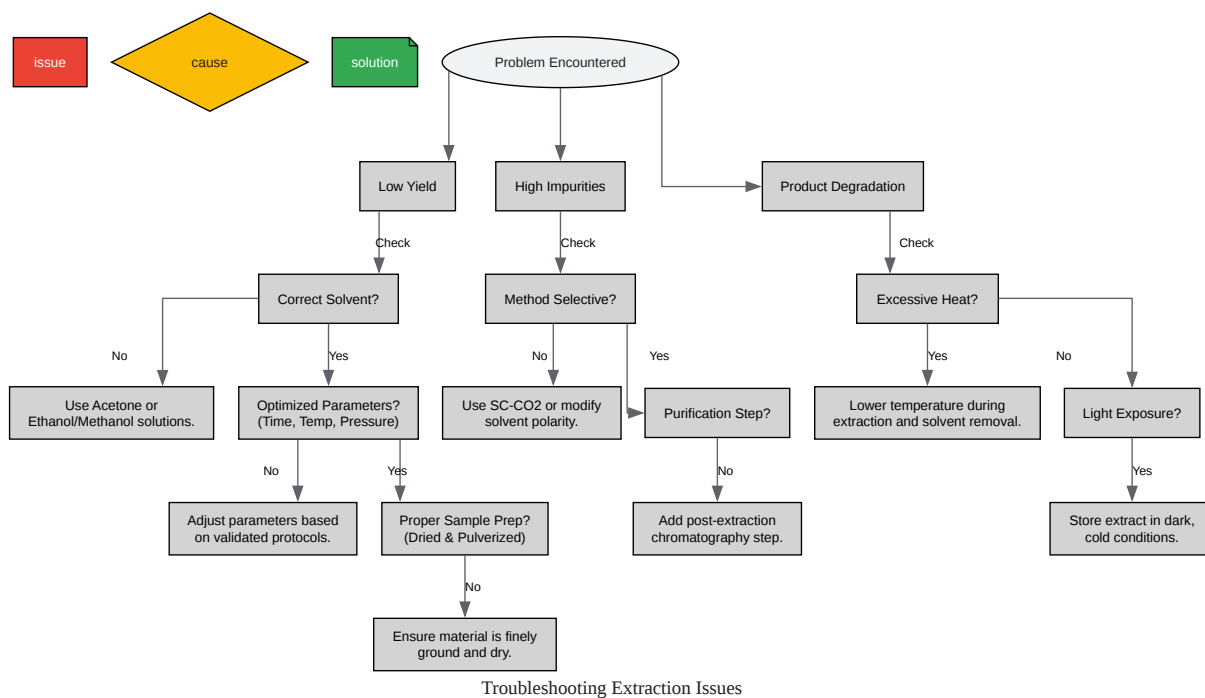 issue
cause
solution
Problem Encountered
Low Yield
High Impurities
Product Degradation
Check
Check
Check
Correct Solvent?
Method Selective?
Excessive Heat?
No
Yes
No
Yes
Yes
No
Use Acetone or
Ethanol/Methanol solutions.
Optimized Parameters?
(Time, Temp, Pressure)
Use SC-CO2 or modify
solvent polarity.
Purification Step?
Lower temperature during
extraction and solvent removal.
Light Exposure?
No
Yes
No
Yes
Adjust parameters based
on validated protocols.
Proper Sample Prep?
(Dried & Pulverized)
Add post-extraction
chromatography step.
Store extract in dark,
cold conditions.
No
Ensure material is finely
ground and dry.
Troubleshooting Extraction Issues